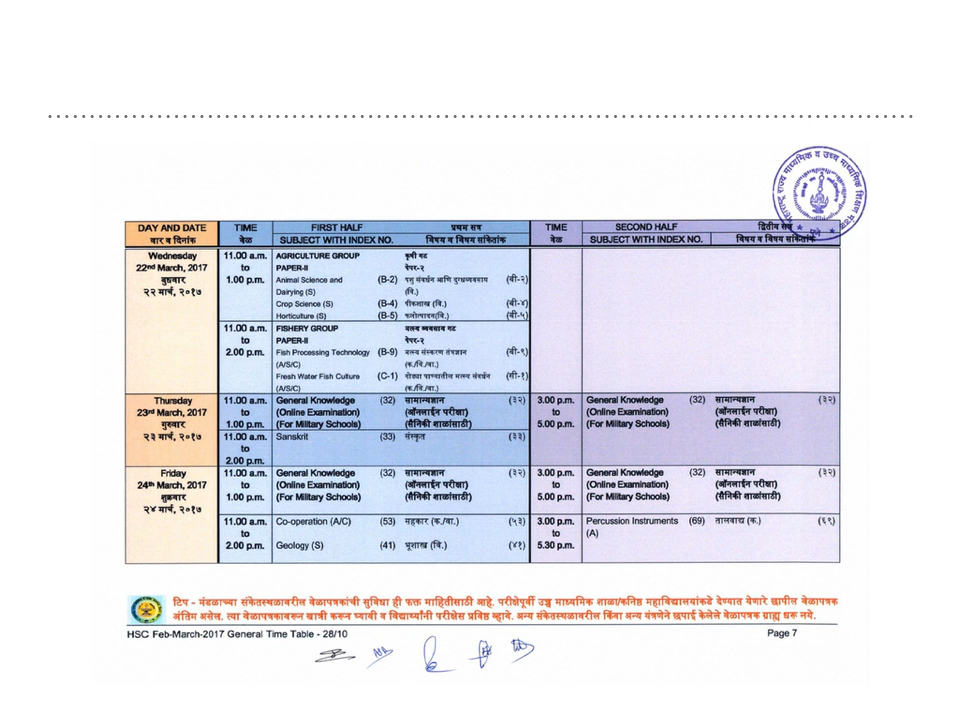 महाराष्ट्र राज्य माध्यमिक व उच्च माध्यमिक शिक्षण मंडळ
* पुणे *
DAY AND DATE TIME FIRST HALF प्रथम सत्र TIME SECOND HALF द्वितीय सत्र
वार व दिनांक वेळ SUBJECT WITH INDEX NO. विषय व विषय सांकेतांक वेळ SUBJECT WITH INDEX NO. विषय व विषय सांकेतांक
Wednesday 11.00 a.m. AGRICULTURE GROUP कृषी गट
22nd March, 2017 to PAPER-II पेपर-२
बुधवार 1.00 p.m. Animal Science and (B-2) पशु संवर्धन आणि दुग्धव्यवसाय (बी-२)
२२ मार्च, २०१७ Dairying (S) (वि.)
Crop Science (S) (B-4) पीकशास्त्र (वि.) (बी-४)
Horticulture (S) (B-5) फलोत्पादन(वि.) (बी-५)
11.00 a.m. FISHERY GROUP मत्स्य व्यवसाय गट
to PAPER-II पेपर-२
2.00 p.m. Fish Processing Technology (B-9) मत्स्य संस्करण तंत्रज्ञान (बी-९)
(A/S/C) (क./वि./वा.)
Fresh Water Fish Culture (C-1) गोड्या पाण्यातील मत्स्य संवर्धन (सी-१)
(A/S/C) (क./वि./वा.)
Thursday 11.00 a.m. General Knowledge (32) सामान्यज्ञान (३२) 3.00 p.m. General Knowledge (32) सामान्यज्ञान (३२)
23rd March, 2017 to (Online Examination) (ऑनलाईन परीक्षा) to (Online Examination) (ऑनलाईन परीक्षा)
गुरुवार 1.00 p.m. (For Military Schools) (सैनिकी शाळांसाठी) 5.00 p.m. (For Military Schools) (सैनिकी शाळांसाठी)
२३ मार्च, २०१७ 11.00 a.m. Sanskrit (33) संस्कृत (३३)
to
2.00 p.m.
Friday 11.00 a.m. General Knowledge (32) सामान्यज्ञान (३२) 3.00 p.m. General Knowledge (32) सामान्यज्ञान (३२)
24th March, 2017 to (Online Examination) (ऑनलाईन परीक्षा) to (Online Examination) (ऑनलाईन परीक्षा)
शुक्रवार 1.00 p.m. (For Military Schools) (सैनिकी शाळांसाठी) 5.00 p.m. (For Military Schools) (सैनिकी शाळांसाठी)
२४ मार्च, २०१७
11.00 a.m. Co-operation (A/C) (53) सहकार (क./वा.) (५३) 3.00 p.m. Percussion Instruments (69) तालवाद्य (क.) (६९)
to to (A)
2.00 p.m. Geology (S) (41) भूशास्त्र (वि.) (४१) 5.30 p.m.
टिप - मंडळाच्या संकेतस्थळावरील वेळापत्रकांची सुविधा ही फक्त माहितीसाठी आहे. परीक्षेपूर्वी उच्च माध्यमिक शाळा/कनिष्ठ महाविद्यालयांकडे देण्यात येणारे छापील वेळापत्रक
अंतिम असेल. त्या वेळापत्रकावरून खात्री करून घ्यावी व विद्यार्थ्यांनी परीक्षेस प्रविष्ठ व्हावे. अन्य संकेतस्थळावरील किंवा अन्य यंत्रणेने छपाई केलेले वेळापत्रक ग्राह्य धरू नये.
HSC Feb-March-2017 General Time Table - 28/10 Page 7